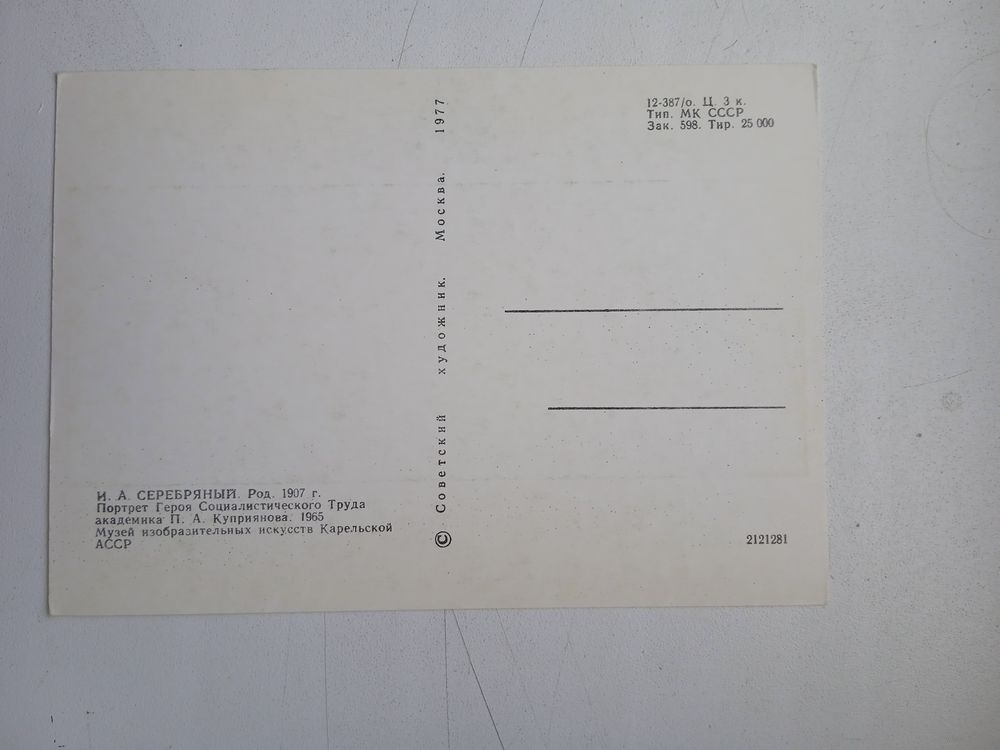 И. А. СЕРЕБРЯНЫЙ. Род. 1907 г.
Портрет Героя Социалистического Труда
академика П. А. Куприянова. 1965
Музей изобразительных искусств Карельской
АССР
© Советский художник. Москва. 1977
12-387/о. Ц. 3 к.
Тип. МК СССР
Зак. 598. Тир. 25 000
2121281